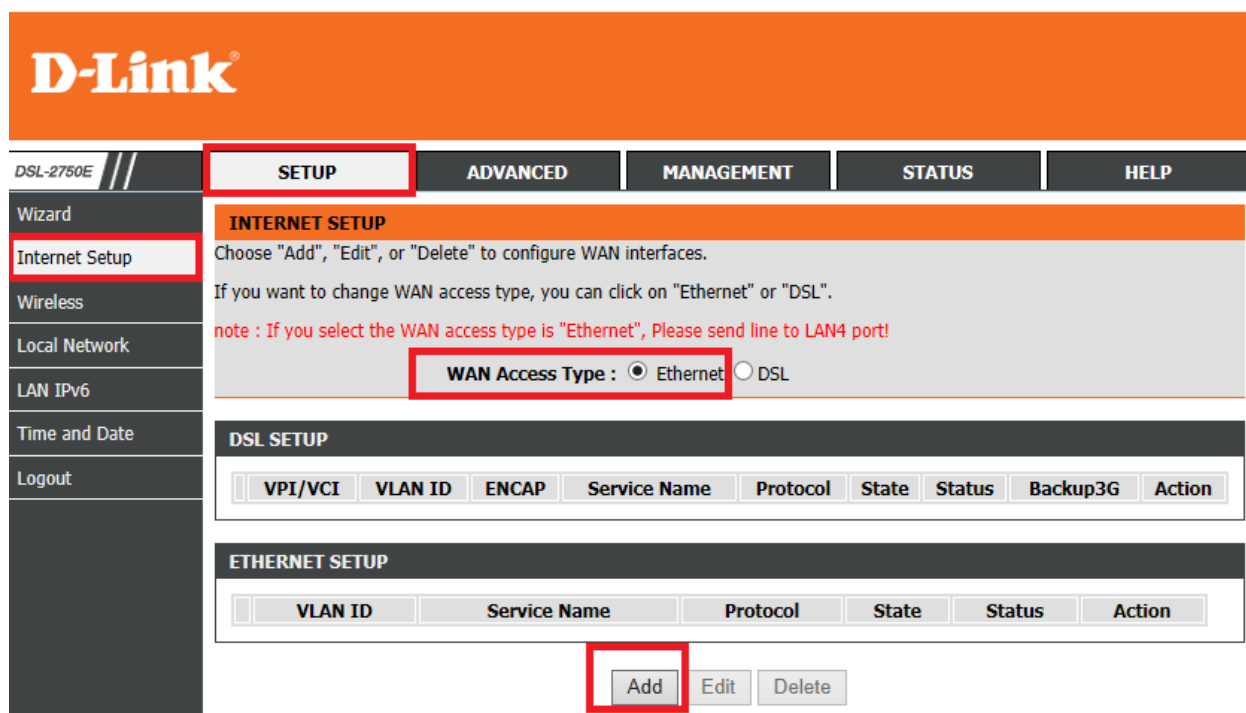 D-Link®
DSL-2750E
SETUP ADVANCED MANAGEMENT STATUS HELP
Wizard
Internet Setup
Wireless
Local Network
LAN IPv6
Time and Date
Logout
INTERNET SETUP
Choose "Add", "Edit", or "Delete" to configure WAN interfaces.
If you want to change WAN access type, you can click on "Ethernet" or "DSL".
note : If you select the WAN access type is "Ethernet", Please send line to LAN4 port!
WAN Access Type : Ethernet DSL
DSL SETUP
VPI/VCI VLAN ID ENCAP Service Name Protocol State Status Backup3G Action
ETHERNET SETUP
VLAN ID Service Name Protocol State Status Action
Add Edit Delete